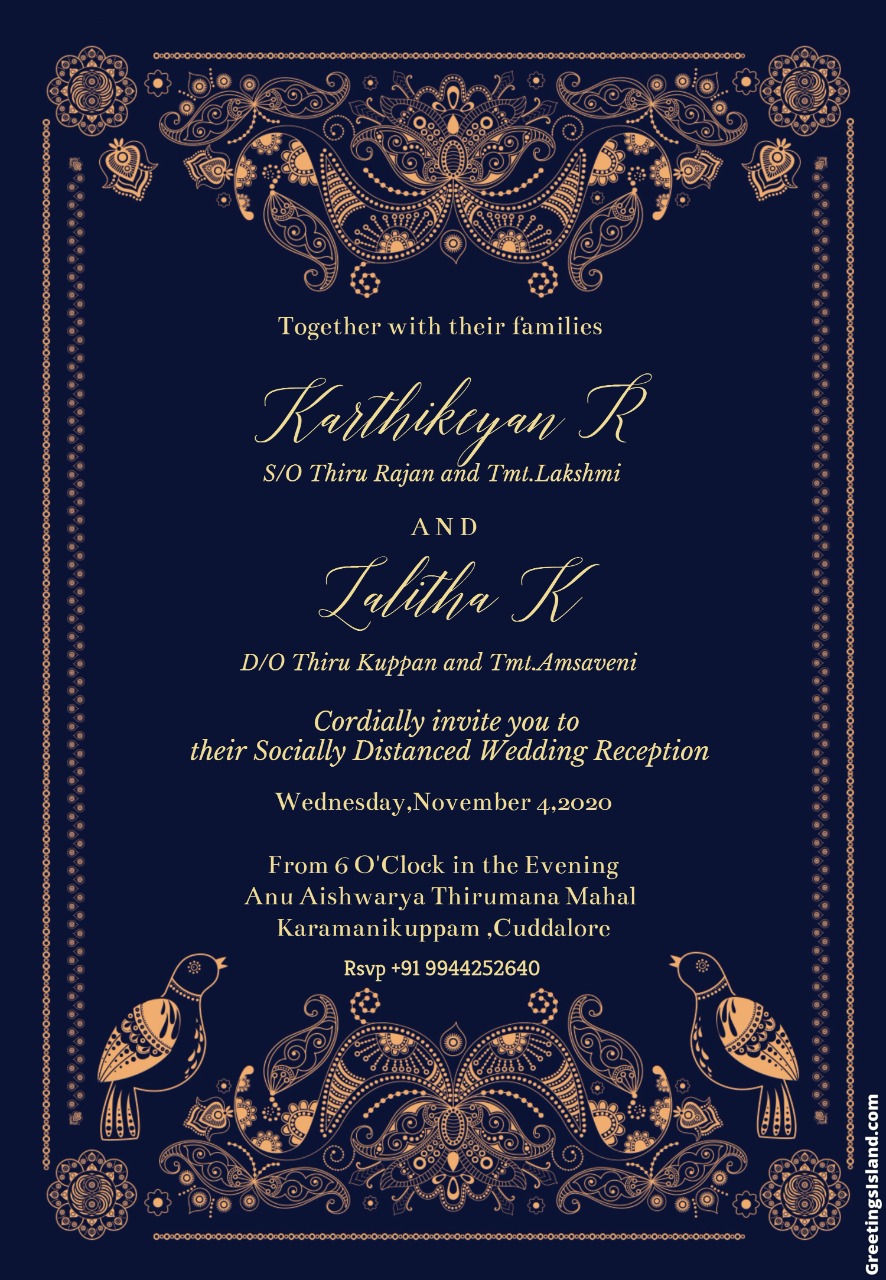 Together with their families
Karthikeyan R
S/O Thiru Rajan and Tmt.Lakshmi
AND
Lalitha K
D/O Thiru Kuppan and Tmt.Amsaveni
Cordially invite you to
their Socially Distanced Wedding Reception
Wednesday,November 4,2020
From 6 O'Clock in the Evening
Anu Aishwarya Thirumana Mahal
Karamanikuppam ,Cuddalore
Rsvp +91 9944252640
GreetingsIsland.com